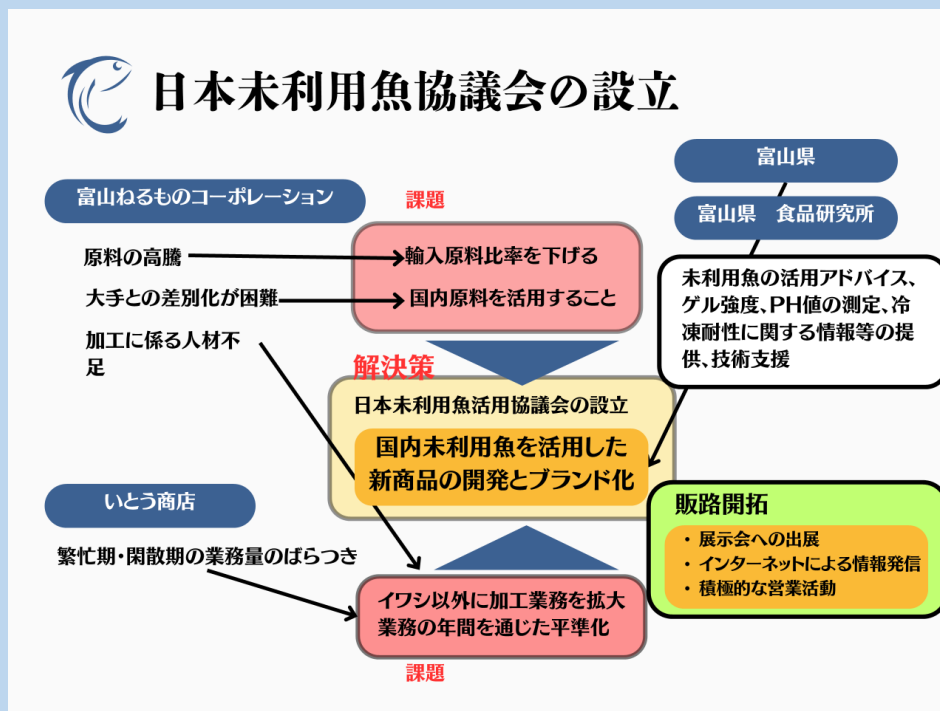 日本未利用魚協議会の設立
富山ねるものコーポレーション
原料の高騰
大手との差別化が困難
加工に係る人材不
足
課題
輸入原料比率を下げる
国内原料を活用すること
富山県
富山県　食品研究所
未利用魚の活用アドバイス、
ゲル強度、PH値の測定、冷
凍耐性に関する情報等の提
供、技術支援
解決策
日本未利用魚活用協議会の設立
国内未利用魚を活用した
新商品の開発とブランド化
いとう商店
繁忙期・閑散期の業務量のばらつき
イワシ以外に加工業務を拡大
業務の年間を通じた平準化
課題
販路開拓
・ 展示会への出展
・ インターネットによる情報発信
・ 積極的な営業活動